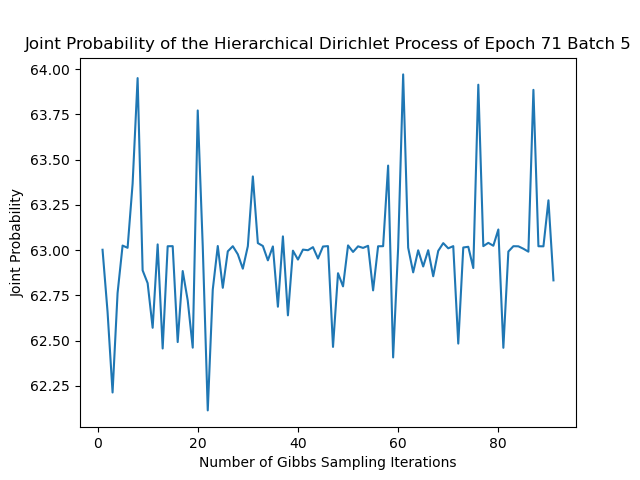 Joint Probability of the Hierarchical Dirichlet Process of Epoch 71 Batch 5
64.00
63.75
63.50
63.25
63.00
62.75
62.50
62.25
Joint Probability
0 20 40 60 80
Number of Gibbs Sampling Iterations